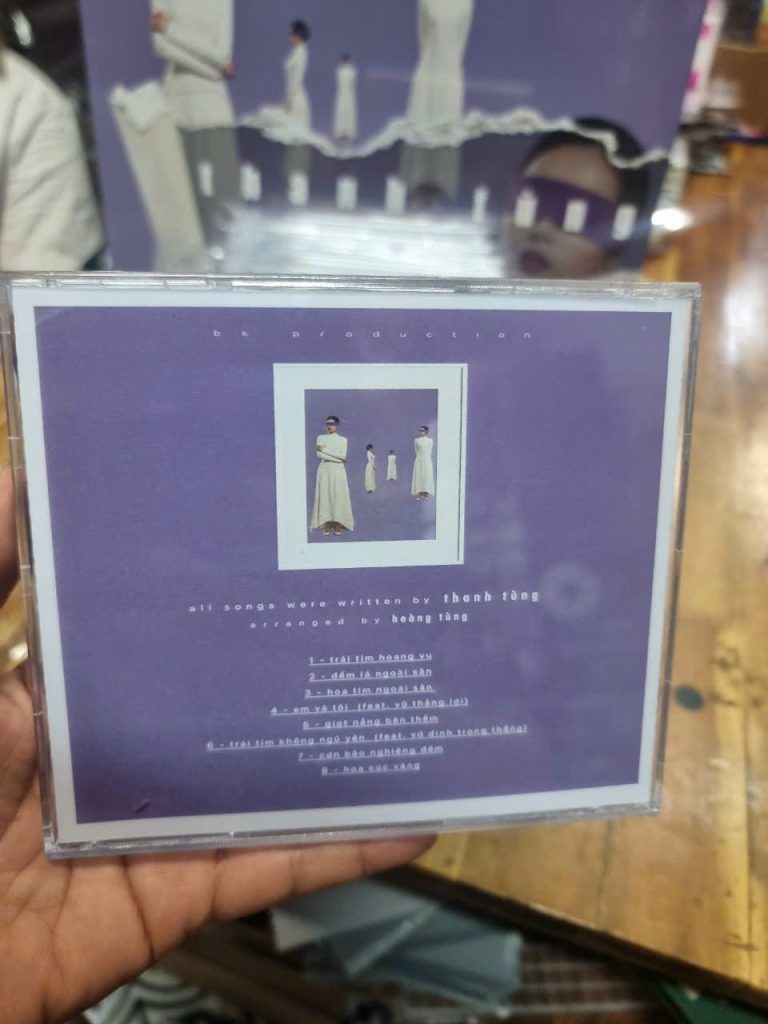 bk production
all songs were written by thanh tùng
arranged by hoàng tùng
1 - trái tim hoang vu
2 - đếm lá ngoài sân
3 - hoa tím ngoài sân
4 - em và tôi (feat. vũ thắng lợi)
5 - giọt nắng bên thềm
6 - trái tim không ngủ yên (feat. vũ đinh trọng thắng)
7 - cơn bão nghiêng đêm
8 - hoa cúc vàng